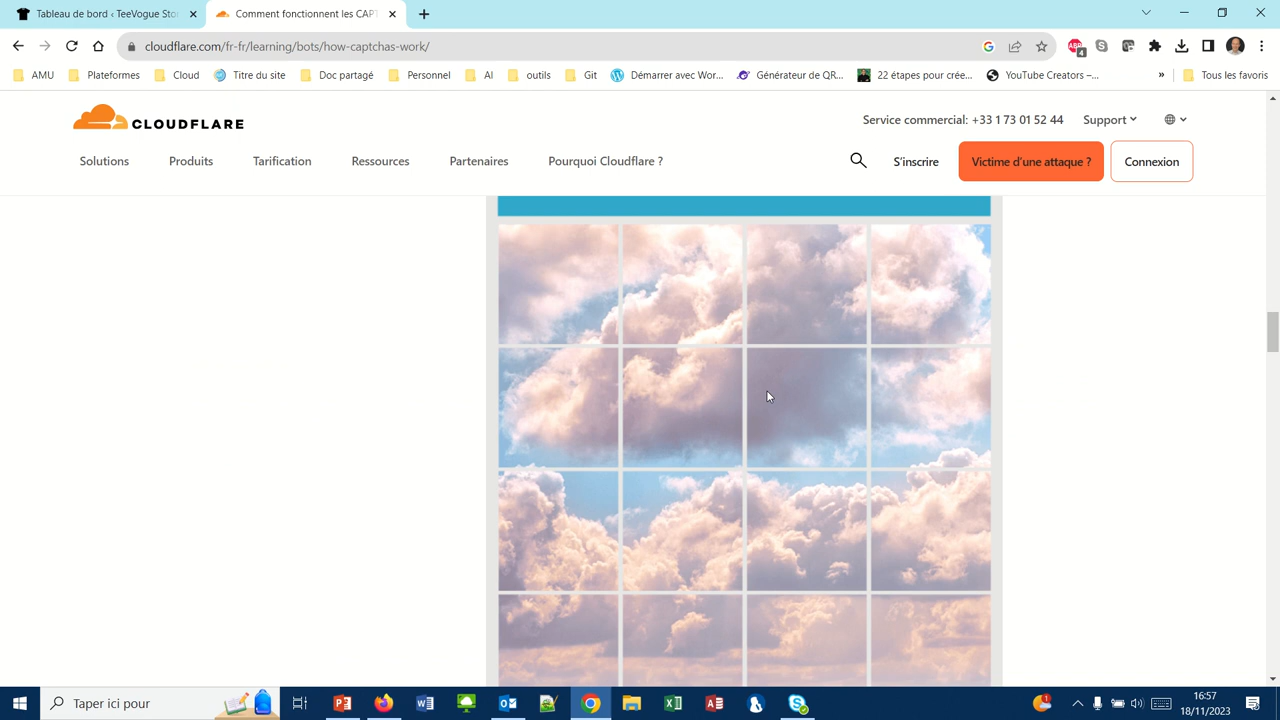 Tableau de bord ‹ TeeVogue Sto
Comment fonctionnent les CAPT
cloudflare.com/fr-fr/learning/bots/how-captchas-work/
4
AMU
Plateformes
Cloud
Titre du site
Doc partagé
Personnel
AI
outils
Git
Démarrer avec Wor...
Générateur de QR...
22 étapes pour crée...
YouTube Creators –...
»
Tous les favoris
CLOUDFLARE
Service commercial: +33 1 73 01 52 44
Support
Solutions
Produits
Tarification
Ressources
Partenaires
Pourquoi Cloudflare ?
S'inscrire
Victime d'une attaque ?
Connexion
Taper ici pour
16:57
18/11/2023